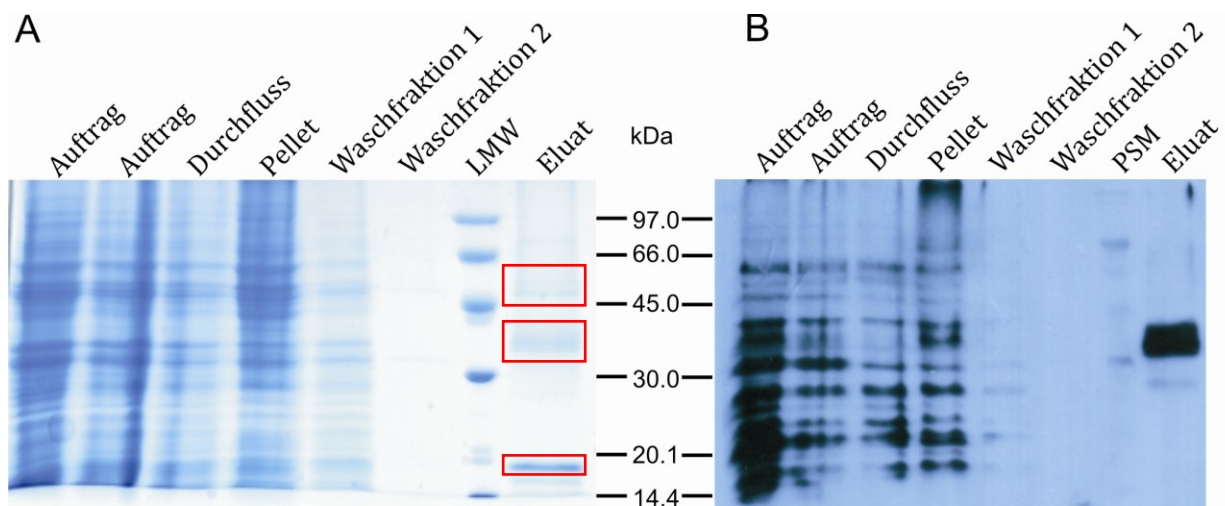 A
Auftrag
Auftrag
Durchfluss
Pellet
Waschfraktion 1
Waschfraktion 2
LMW
Eluat
kDa
97.0
66.0
45.0
30.0
20.1
14.4
B
Auftrag
Auftrag
Durchfluss
Pellet
Waschfraktion 1
Waschfraktion 2
PSM
Eluat